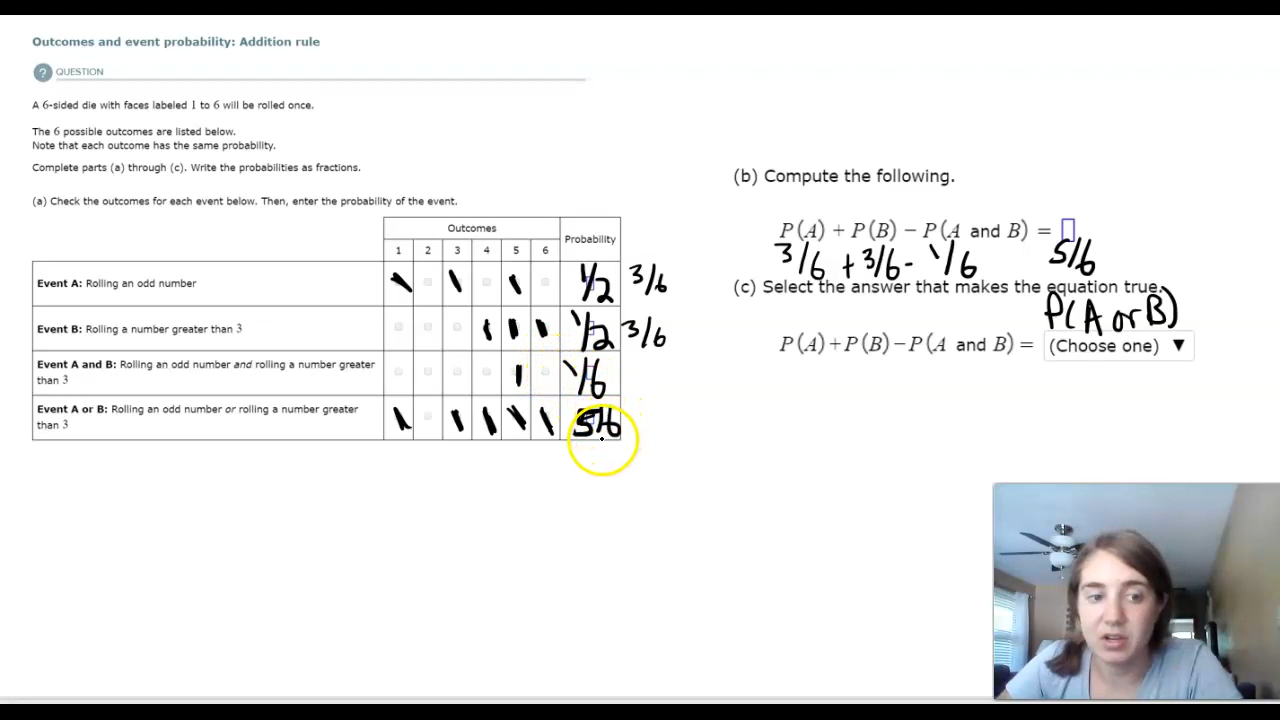 Outcomes and event probability: Addition rule
? QUESTION
A 6-sided die with faces labeled 1 to 6 will be rolled once.
The 6 possible outcomes are listed below.
Note that each outcome has the same probability.
Complete parts (a) through (c). Write the probabilities as fractions.
(a) Check the outcomes for each event below. Then, enter the probability of the event.
Outcomes
Probability
1 2 3 4 5 6
Event A: Rolling an odd number
1/2 3/6
Event B: Rolling a number greater than 3
1/2 3/6
Event A and B: Rolling an odd number and rolling a number greater
than 3
1/6
Event A or B: Rolling an odd number or rolling a number greater
than 3
5/6
(b) Compute the following.
P(A) + P(B) − P(A and B) =
3/6 + 3/6 - 1/6 5/6
(c) Select the answer that makes the equation true.
P(A or B)
P(A)+P(B)−P(A and B) = (Choose one) ▼